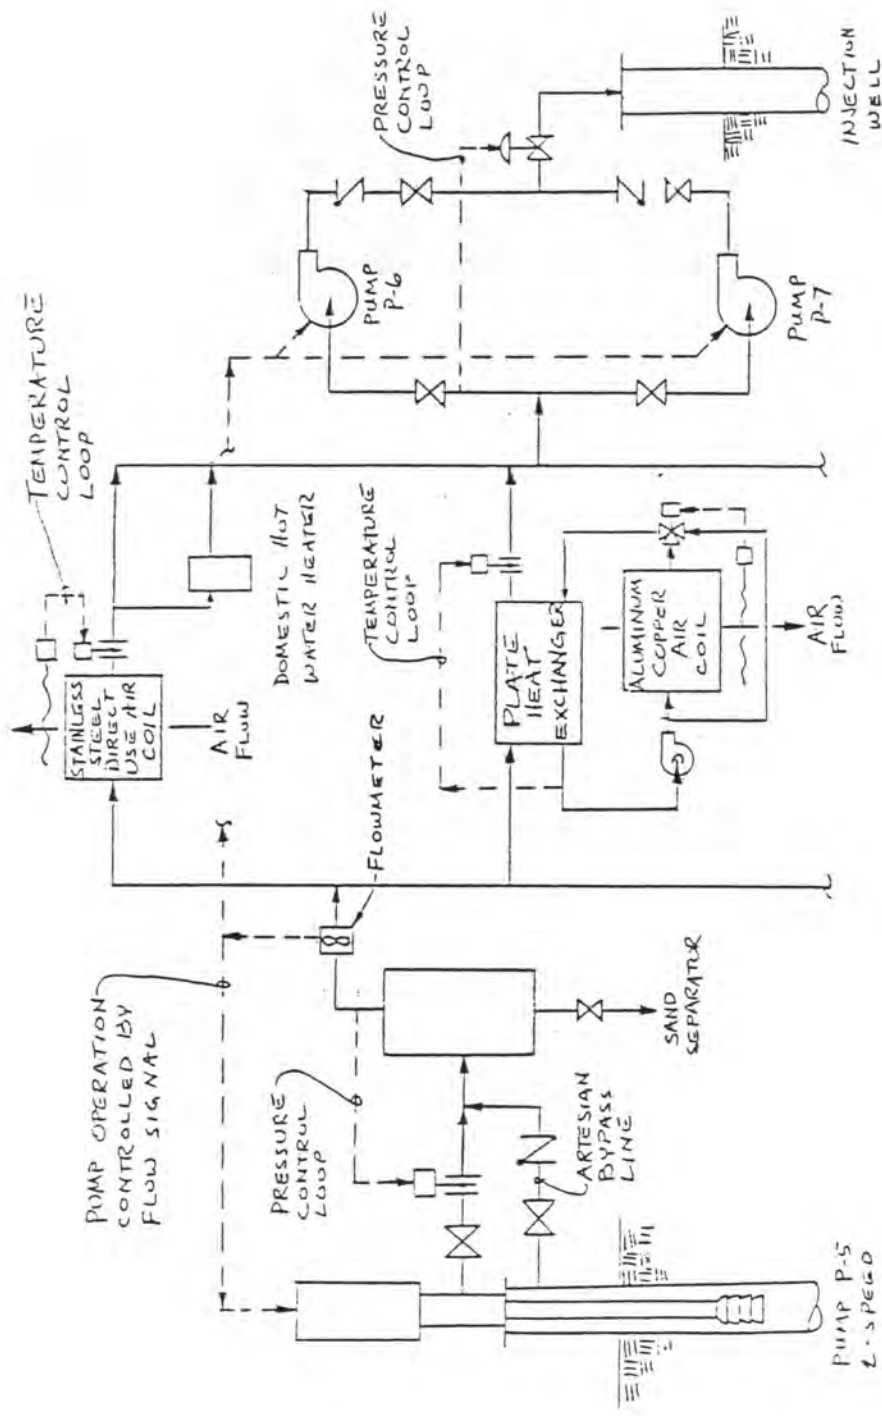 PUMP OPERATION
CONTROLLED BY
FLOW SIGNAL
PRESSURE
CONTROL
LOOP
ARTESIAN
BYPASS
LINE
PUMP P-5
2-SPEED
SAND
SEPARATOR
FLOWMETER
STAINLESS
STEEL
DIRECT
USE AIR
COIL
AIR
FLOW
TEMPERATURE
CONTROL
LOOP
DOMESTIC HOT
WATER HEATER
TEMPERATURE
CONTROL
LOOP
PLATE
HEAT
EXCHANGER
ALUMINUM
COPPER
AIR
COIL
AIR
FLOW
PUMP
P-6
PUMP
P-7
PRESSURE
CONTROL
LOOP
INJECTION
WELL